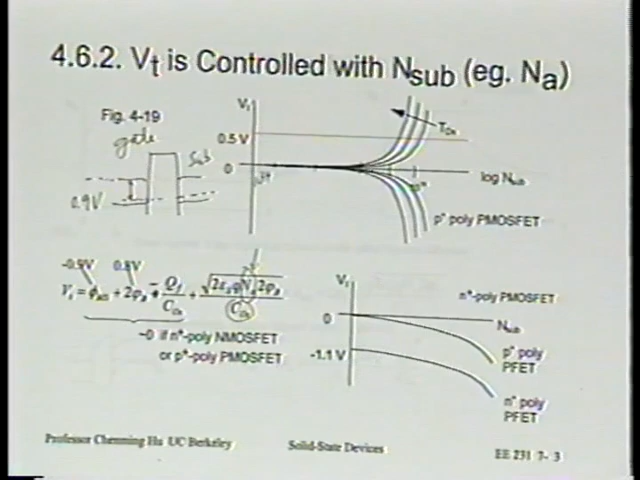 4.6.2. Vt is Controlled with Nsub (eg. Na)
Fig. 4-19
gate
Sub
0.9V
Vt
0.5 V
0
Tox
log Nsub
p+ poly PMOSFET
-0.9V 0.8V
Vt = ϕMS + 2φB + Qf/Cox + √(2εsqNa2φB)/Cox
~0 if n+-poly NMOSFET
or p+-poly PMOSFET
Vt
n+-poly PMOSFET
0
Nsub
p+ poly
PFET
-1.1 V
n+ poly
PFET
Professor Chenming Hu UC Berkeley
Solid-State Devices
EE 231 7- 3